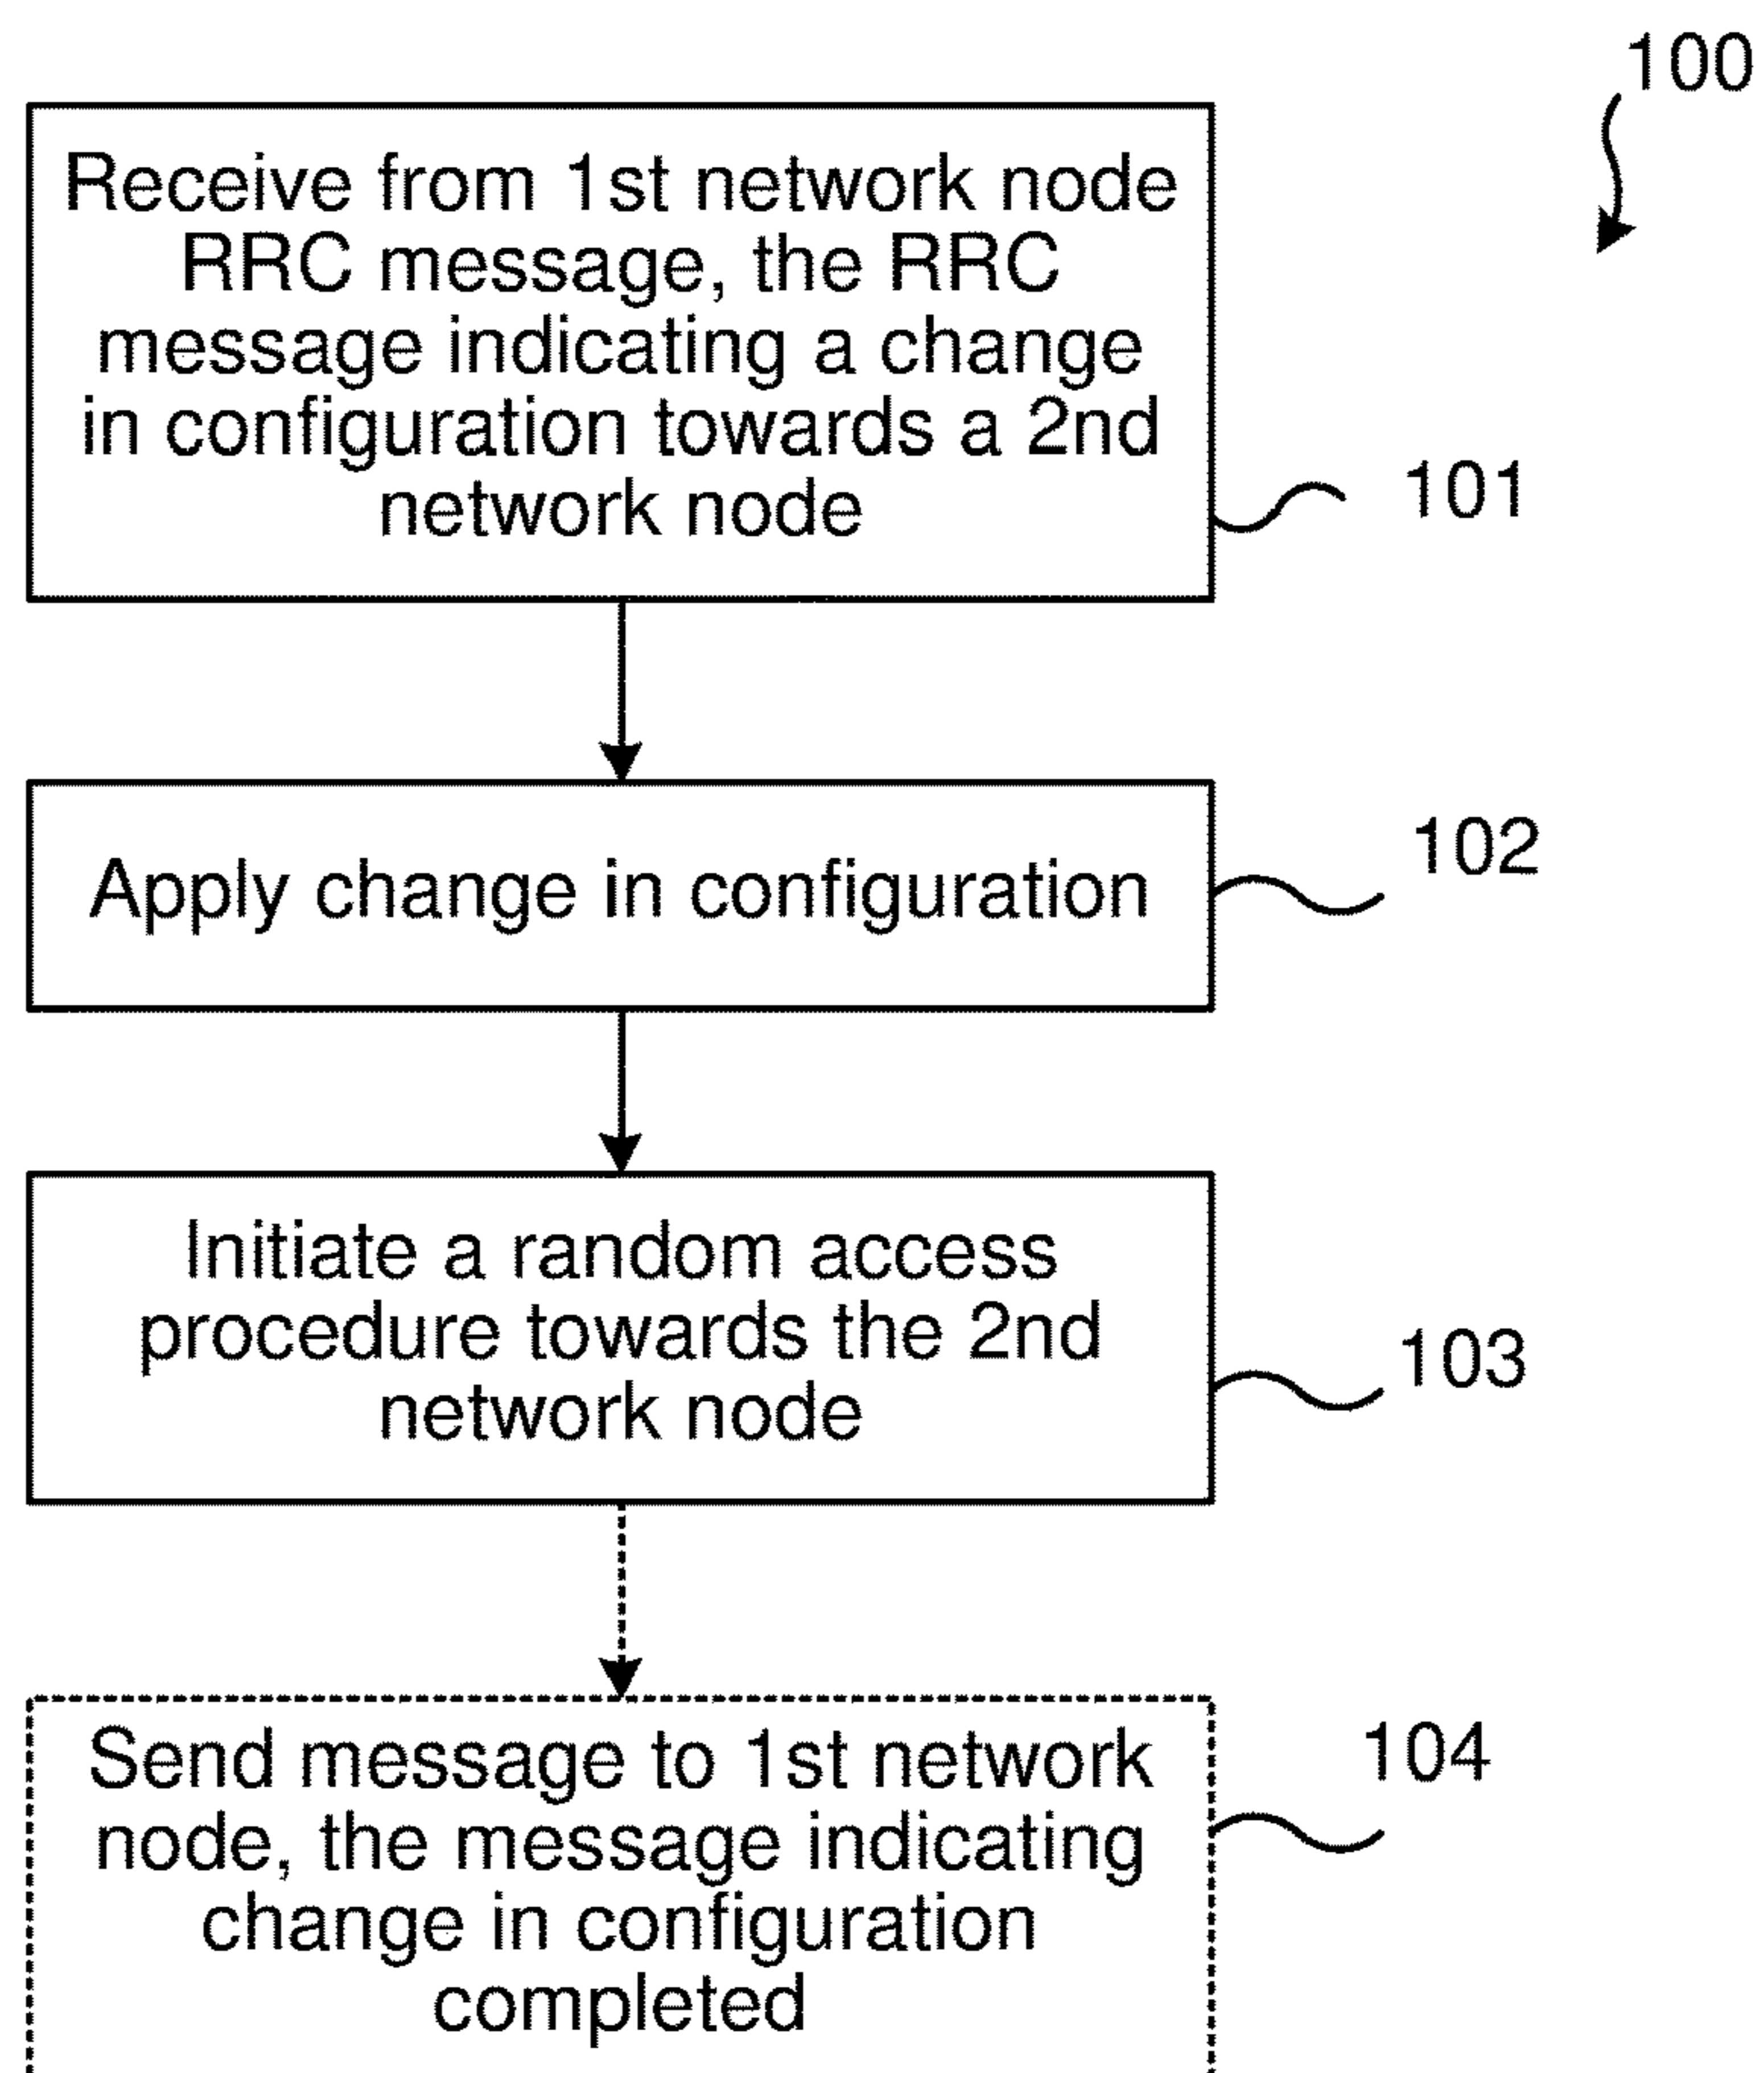 100
Receive from 1st network node
RRC message, the RRC
message indicating a change
in configuration towards a 2nd
network node
101
Apply change in configuration
102
Initiate a random access
procedure towards the 2nd
network node
103
Send message to 1st network
node, the message indicating
change in configuration
completed
104